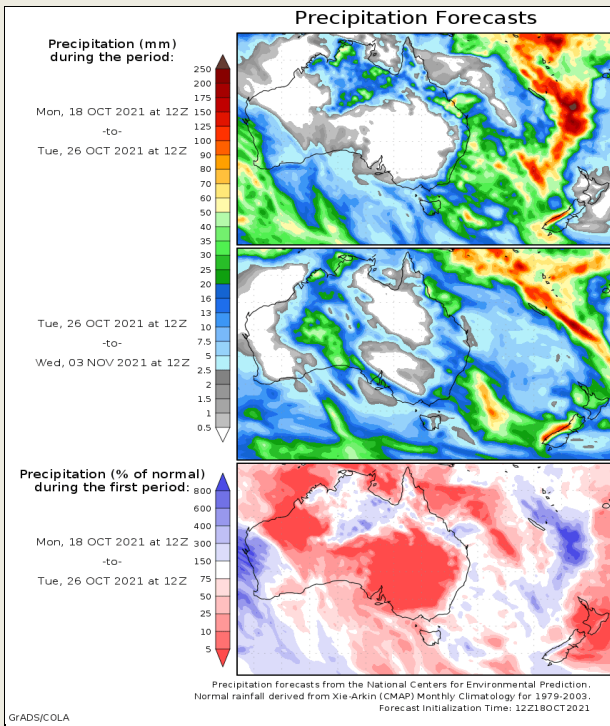 Precipitation Forecasts
Precipitation (mm)
during the period:
Mon, 18 OCT 2021 at 12Z
-to-
Tue, 26 OCT 2021 at 12Z
250
200
175
150
125
100
90
80
70
60
50
40
35
30
25
20
16
13
10
7.5
5
2.5
2
1.5
1
0.5
Tue, 26 OCT 2021 at 12Z
-to-
Wed, 03 NOV 2021 at 12Z
Precipitation (% of normal)
during the first period:
Mon, 18 OCT 2021 at 12Z
-to-
Tue, 26 OCT 2021 at 12Z
800
600
400
300
150
75
50
25
10
5
Precipitation forecasts from the National Centers for Environmental Prediction.
Normal rainfall derived from Xie-Arkin (CMAP) Monthly Climatology for 1979-2003.
Forecast Initialization Time: 12Z18OCT2021
GrADS/COLA